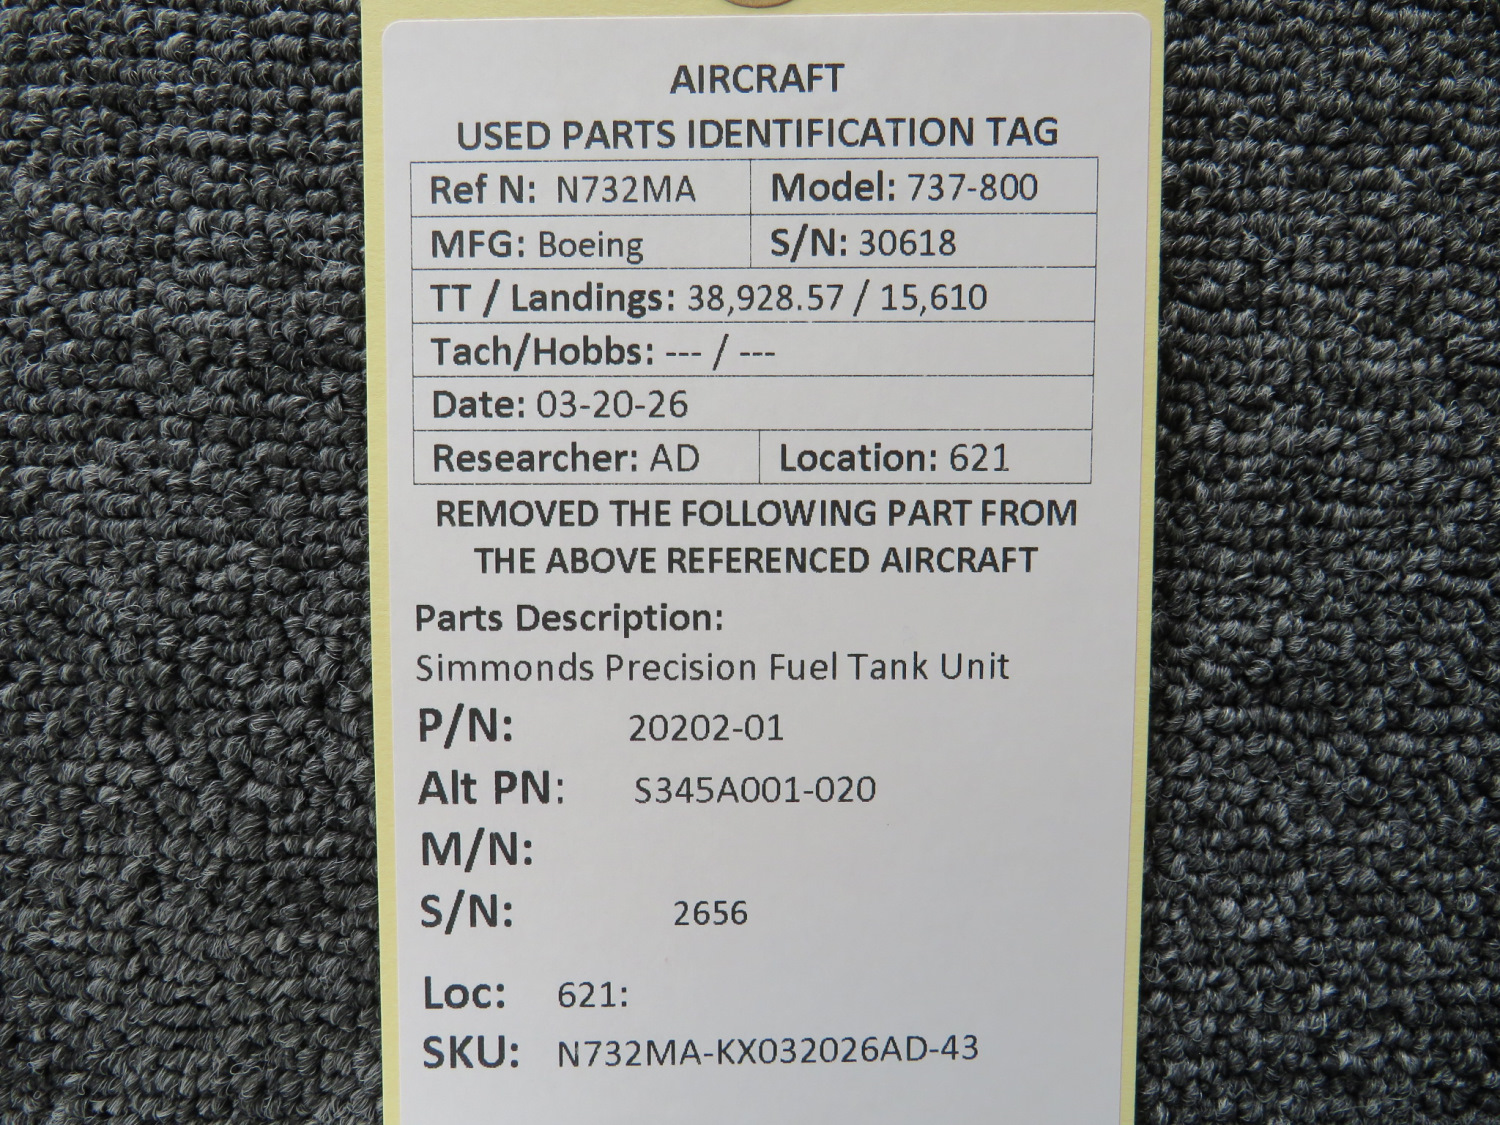 AIRCRAFT
USED PARTS IDENTIFICATION TAG
Ref N: N732MA Model: 737-800
MFG: Boeing S/N: 30618
TT / Landings: 38,928.57 / 15,610
Tach/Hobbs: --- / ---
Date: 03-20-26
Researcher: AD Location: 621
REMOVED THE FOLLOWING PART FROM
THE ABOVE REFERENCED AIRCRAFT
Parts Description:
Simmonds Precision Fuel Tank Unit
P/N: 20202-01
Alt PN: S345A001-020
M/N:
S/N: 2656
Loc: 621:
SKU: N732MA-KX032026AD-43